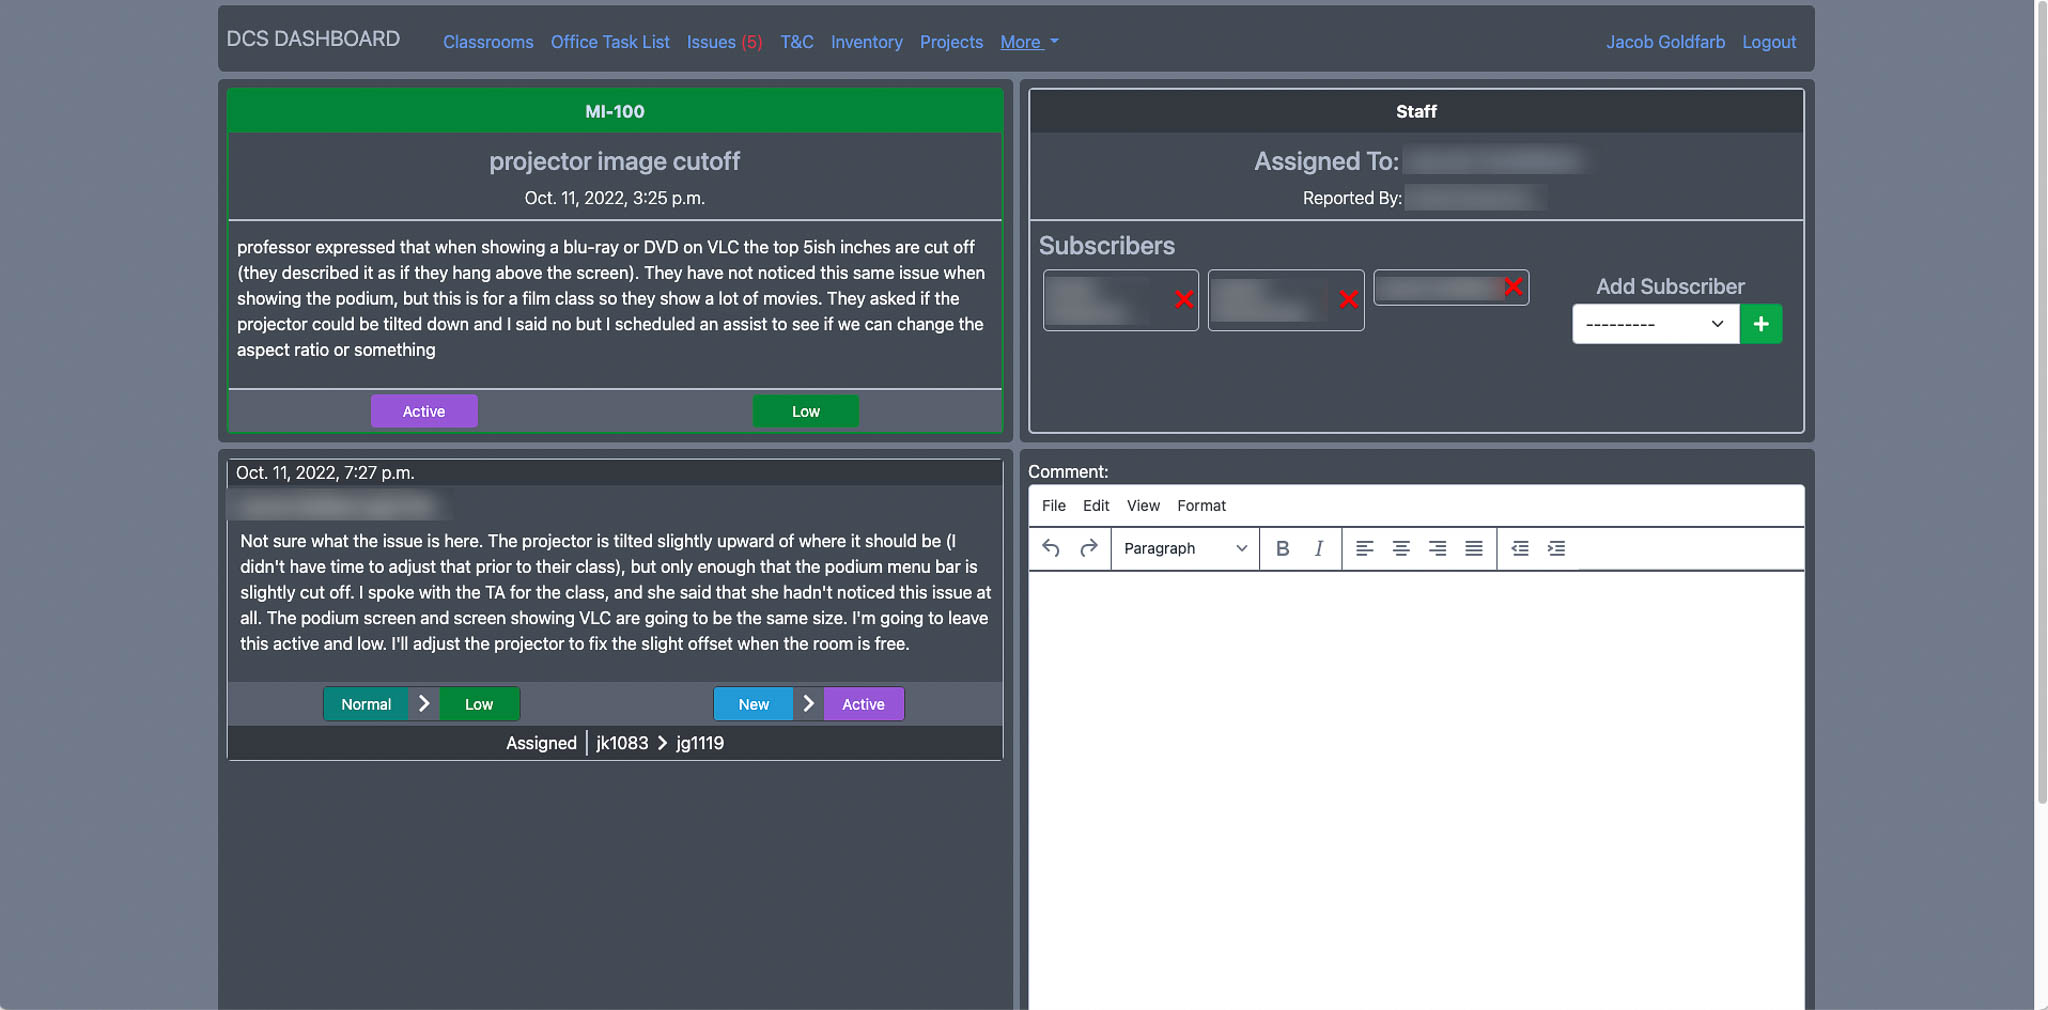 DCS DASHBOARD Classrooms Office Task List Issues (5) T&C Inventory Projects More Jacob Goldfarb Logout
MI-100
projector image cutoff
Oct. 11, 2022, 3:25 p.m.
professor expressed that when showing a blu-ray or DVD on VLC the top 5ish inches are cut off
(they described it as if they hang above the screen). They have not noticed this same issue when
showing the podium, but this is for a film class so they show a lot of movies. They asked if the
projector could be tilted down and I said no but I scheduled an assist to see if we can change the
aspect ratio or something
Active Low
Staff
Assigned To:
Reported By:
Subscribers
Add Subscriber
---------
Oct. 11, 2022, 7:27 p.m.
Not sure what the issue is here. The projector is tilted slightly upward of where it should be (I
didn't have time to adjust that prior to their class), but only enough that the podium menu bar is
slightly cut off. I spoke with the TA for the class, and she said that she hadn't noticed this issue at
all. The podium screen and screen showing VLC are going to be the same size. I'm going to leave
this active and low. I'll adjust the projector to fix the slight offset when the room is free.
Normal Low New Active
Assigned jk1083 jg1119
Comment:
File Edit View Format
Paragraph B I